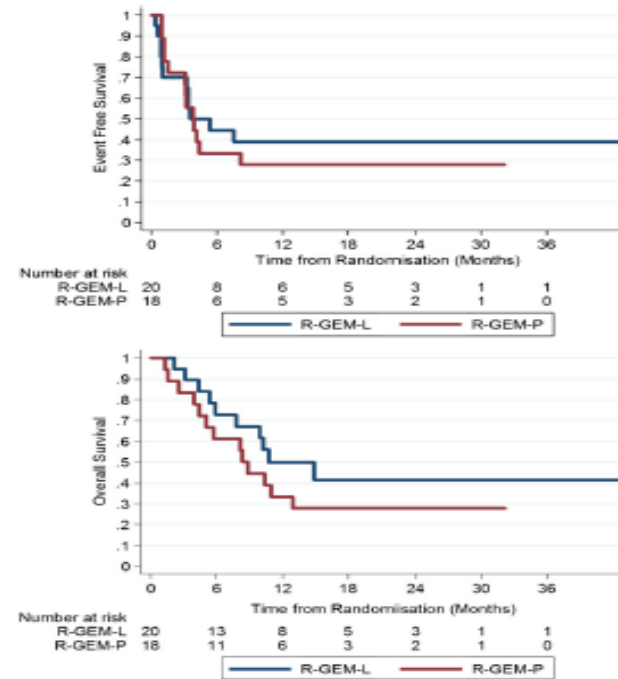 Event Free Survival
1
.9
.8
.7
.6
.5
.4
.3
.2
.1
0
0 6 12 18 24 30 36
Time from Randomisation (Months)
Number at risk
R-GEM-L 20 8 6 5 3 1 1
R-GEM-P 18 6 5 3 2 1 0
R-GEM-L R-GEM-P
Overall Survival
1
.9
.8
.7
.6
.5
.4
.3
.2
.1
0
0 6 12 18 24 30 36
Time from Randomisation (Months)
Number at risk
R-GEM-L 20 13 8 5 3 1 1
R-GEM-P 18 11 6 3 2 1 0
R-GEM-L R-GEM-P